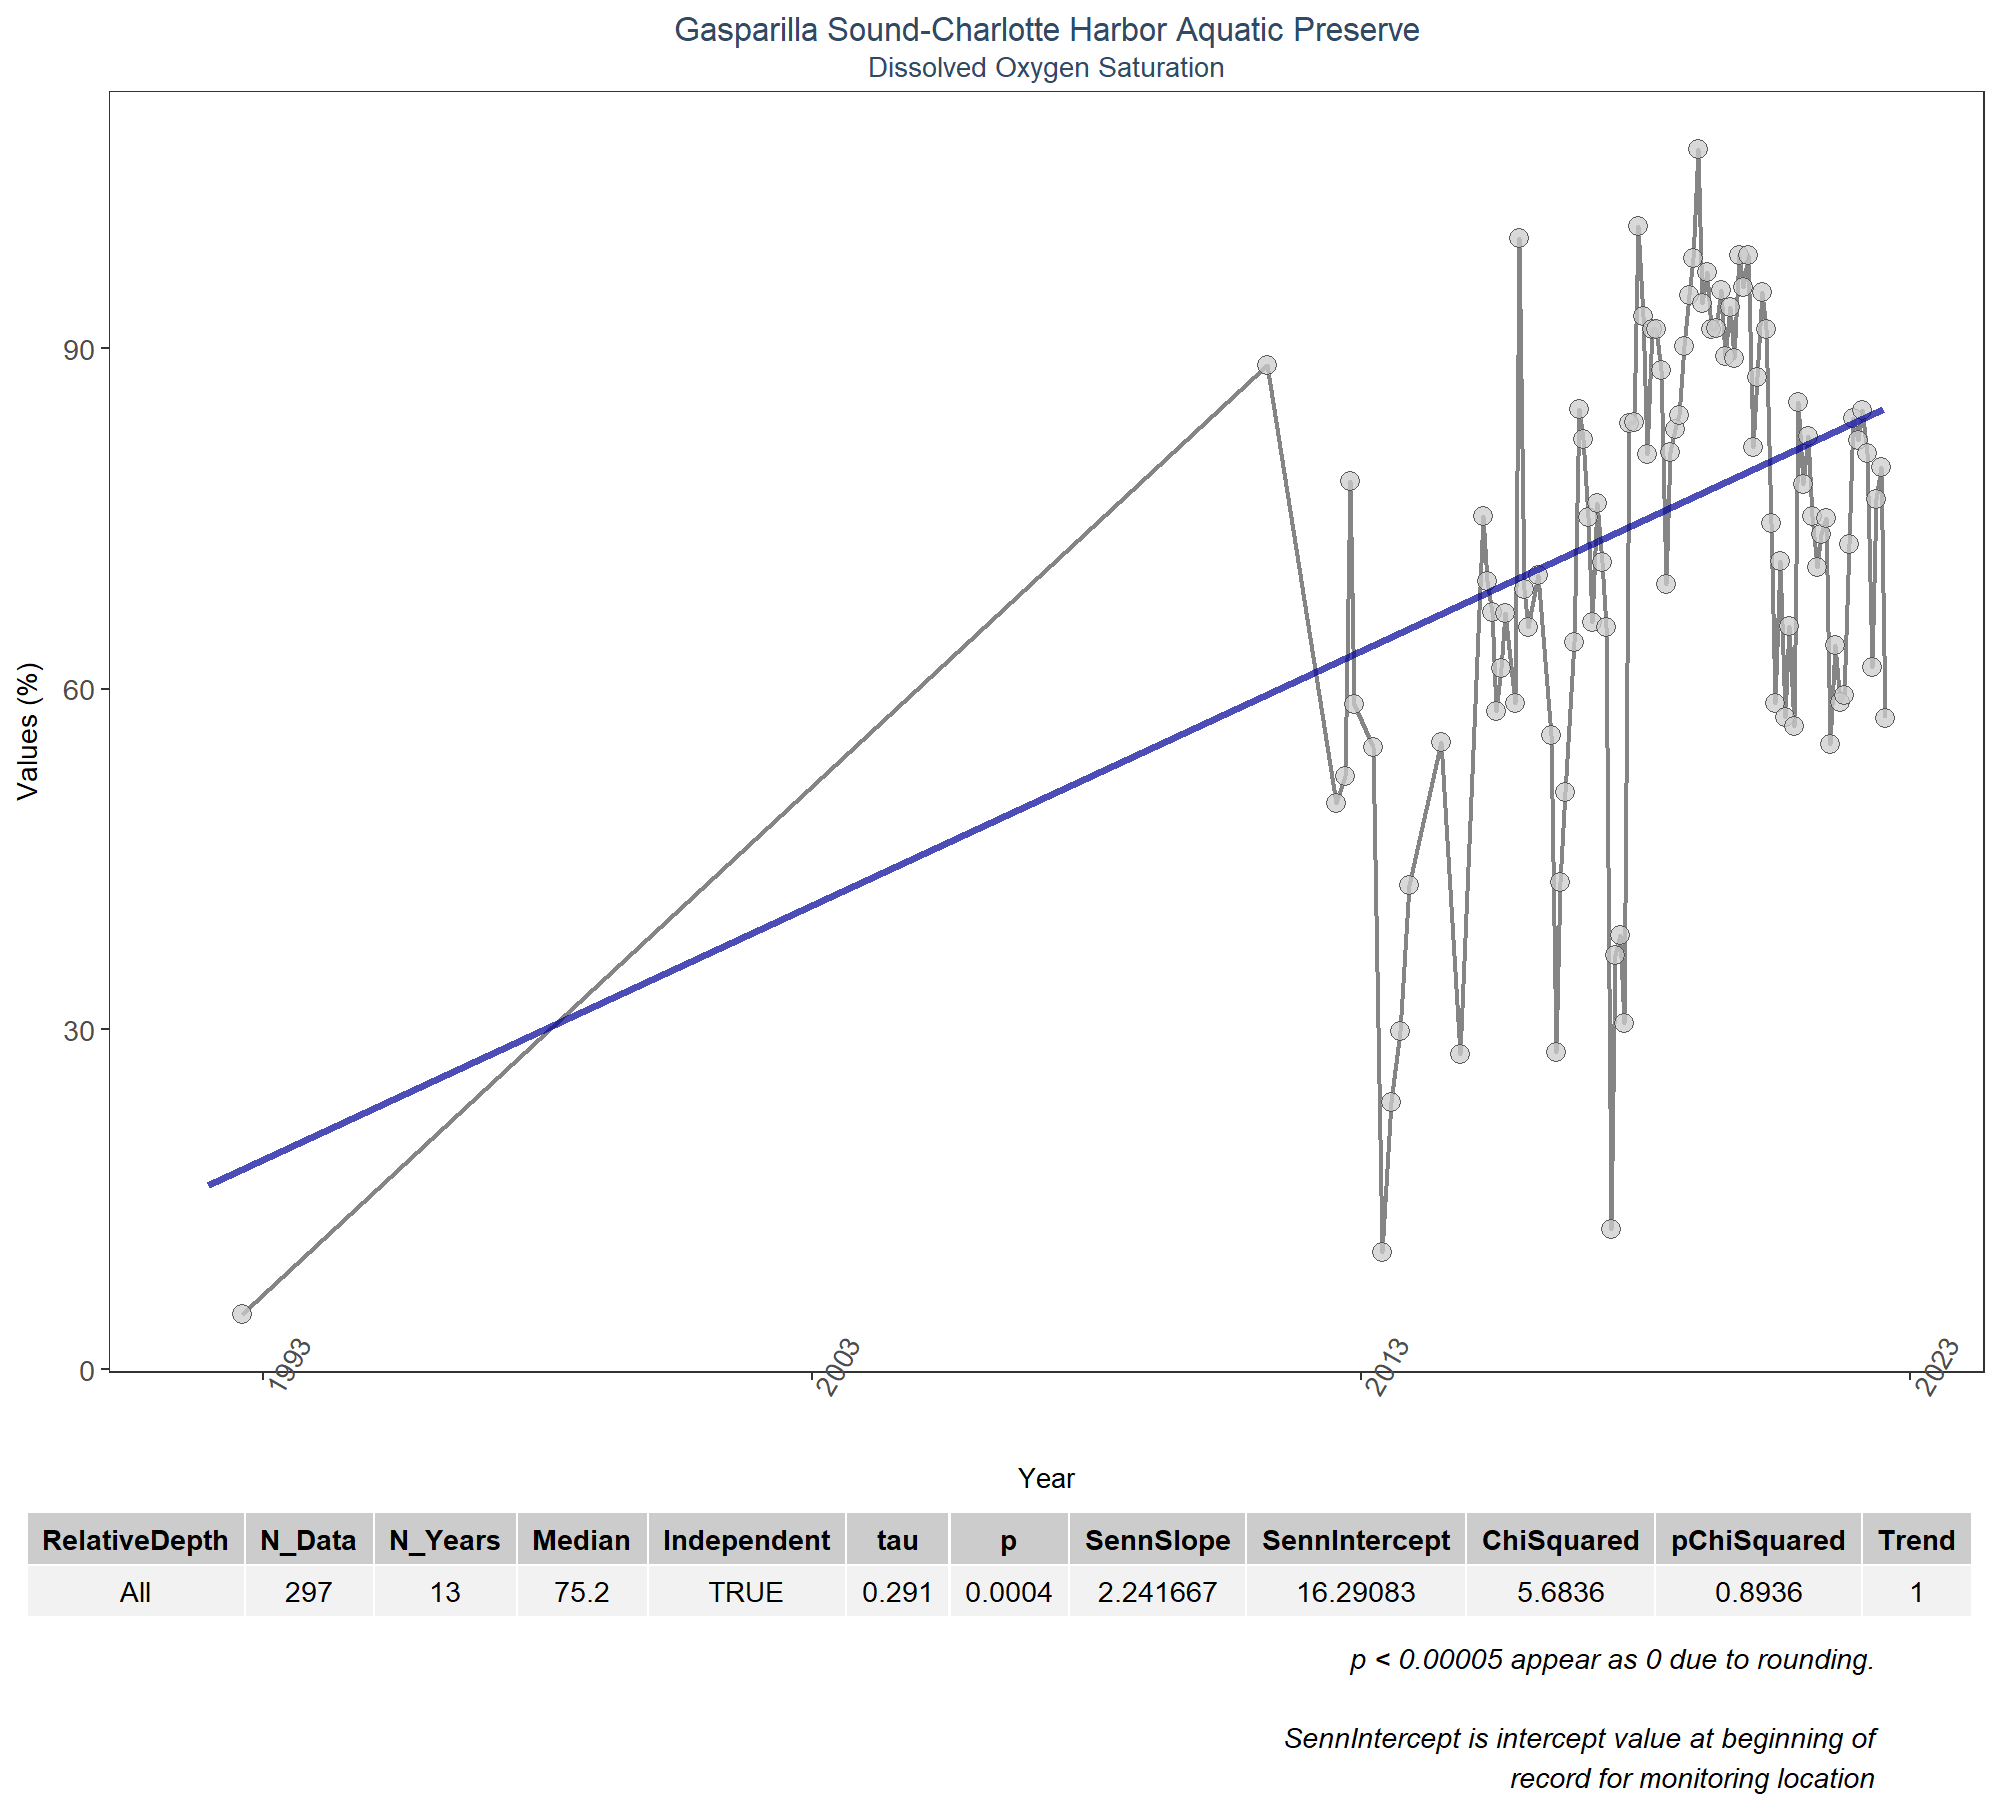 Gasparilla Sound-Charlotte Harbor Aquatic Preserve
Dissolved Oxygen Saturation
Values (%)
90
60
30
0
1993 2003 2013 2023
Year
RelativeDepth N_Data N_Years Median Independent tau p SennSlope SennIntercept ChiSquared pChiSquared Trend
All 297 13 75.2 TRUE 0.291 0.0004 2.241667 16.29083 5.6836 0.8936 1
p < 0.00005 appear as 0 due to rounding.
SennIntercept is intercept value at beginning of
record for monitoring location